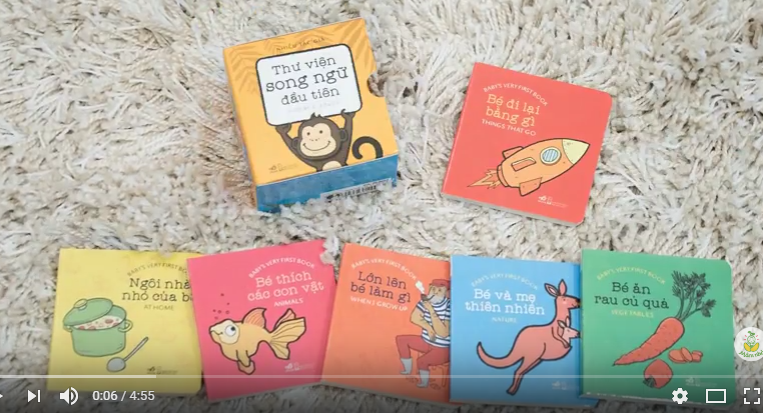 Thư viện
song ngữ
đầu tiên
BABY'S VERY FIRST BOOK
Bé đi lại
bằng gì
THINGS THAT GO
BABY'S VERY FIRST BOOK
Ngôi nhà
nhỏ của b
AT HOME
BABY'S VERY FIRST BOOK
Bé thích
các con vật
ANIMALS
BABY'S VERY FIRST BOOK
Lớn lên
bé làm gì
WHEN I GROW UP
BABY'S VERY FIRST BOOK
Bé và mẹ
thiên nhiên
NATURE
BABY'S VERY FIRST BOOK
Bé ăn
rau củ quả
VEGETABLES
0:06 / 4:55